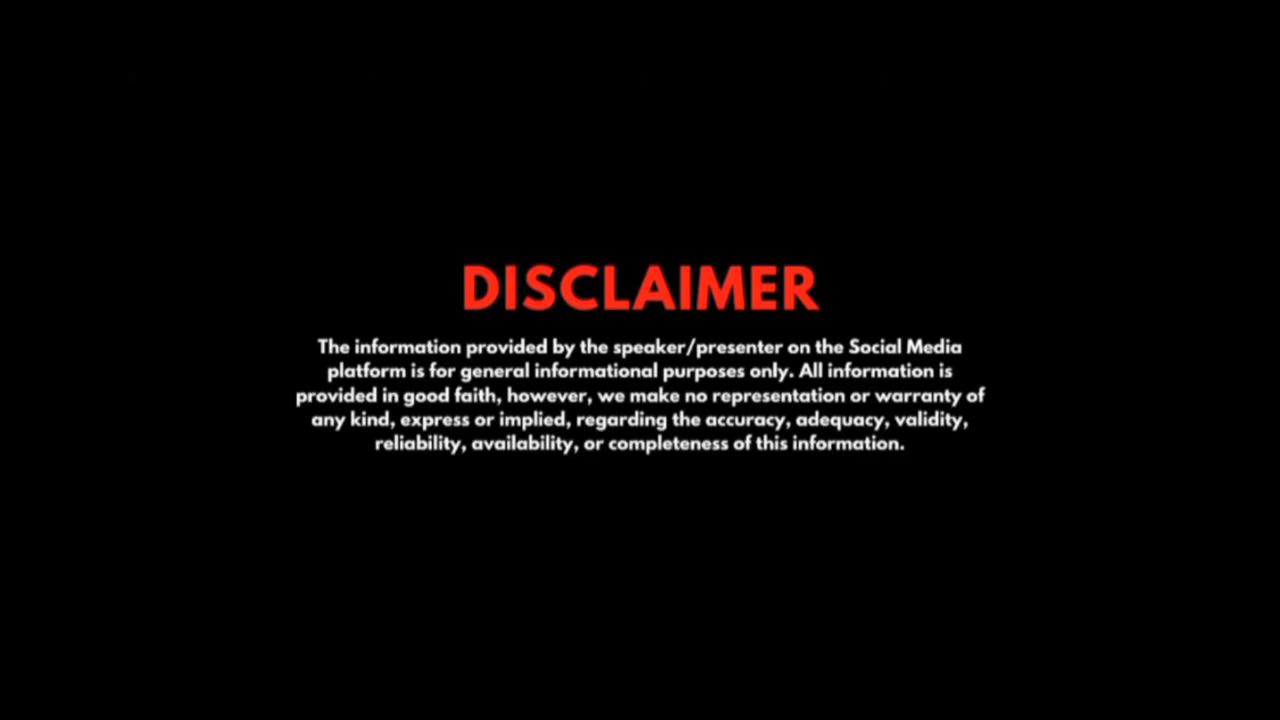 DISCLAIMER
The information provided by the speaker/presenter on the Social Media
platform is for general informational purposes only. All information is
provided in good faith, however, we make no representation or warranty of
any kind, express or implied, regarding the accuracy, adequacy, validity,
reliability, availability, or completeness of this information.